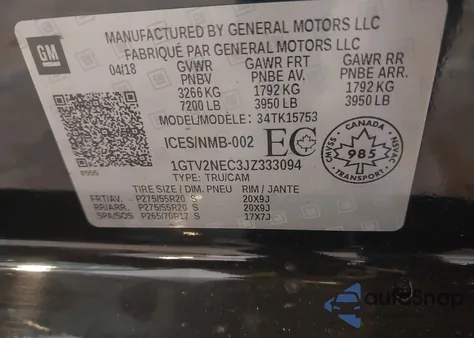 GM
MANUFACTURED BY GENERAL MOTORS LLC
FABRIQUÉ PAR GENERAL MOTORS LLC
04/18 GVWR GAWR FRT GAWR RR
PNBV PNBE AV. PNBE ARR.
3266 KG 1792 KG 1792 KG
7200 LB 3950 LB 3950 LB
MODEL/MODÈLE: 34TK15753
ICES/NMB-002 EC
CANADA
CMVSS 985 NSVAC
1GTV2NEC3JZ333094
TYPE: TRU/CAM
TIRE SIZE / DIM. PNEU RIM / JANTE
FRT/AV. P275/55R20 S 20X9J
RR/ARR. P275/55R20 S 20X9J
SPA/SOS P265/70R17 S 17X7J
autoSnap